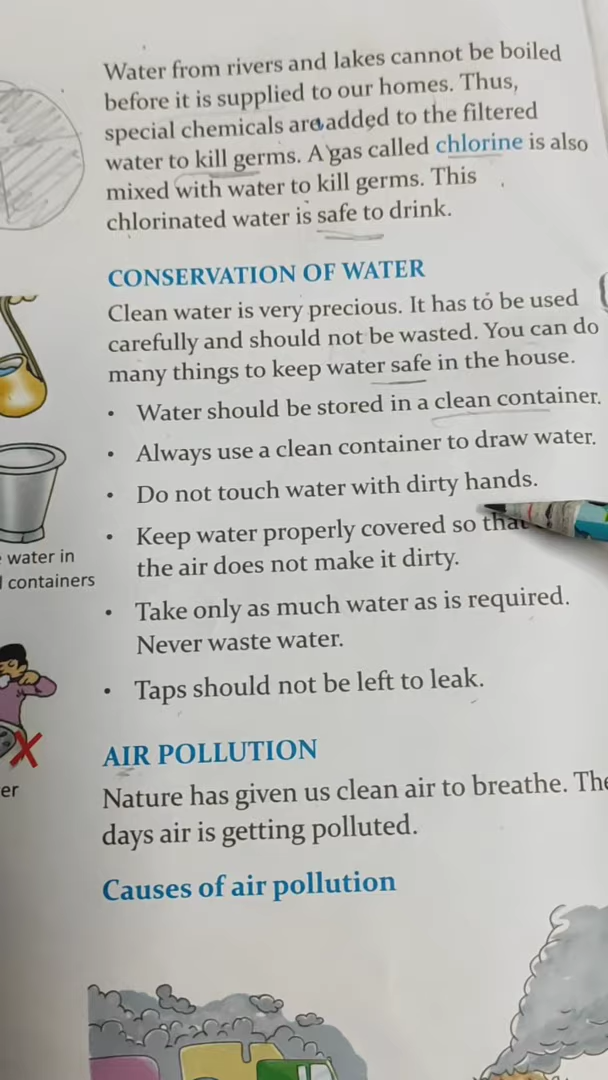 Water from rivers and lakes cannot be boiled
before it is supplied to our homes. Thus,
special chemicals are added to the filtered
water to kill germs. A gas called chlorine is also
mixed with water to kill germs. This
chlorinated water is safe to drink.
CONSERVATION OF WATER
Clean water is very precious. It has to be used
carefully and should not be wasted. You can do
many things to keep water safe in the house.
• Water should be stored in a clean container.
• Always use a clean container to draw water.
• Do not touch water with dirty hands.
• Keep water properly covered so that
the air does not make it dirty.
water in
containers
• Take only as much water as is required.
Never waste water.
• Taps should not be left to leak.
er
AIR POLLUTION
Nature has given us clean air to breathe. The
days air is getting polluted.
Causes of air pollution